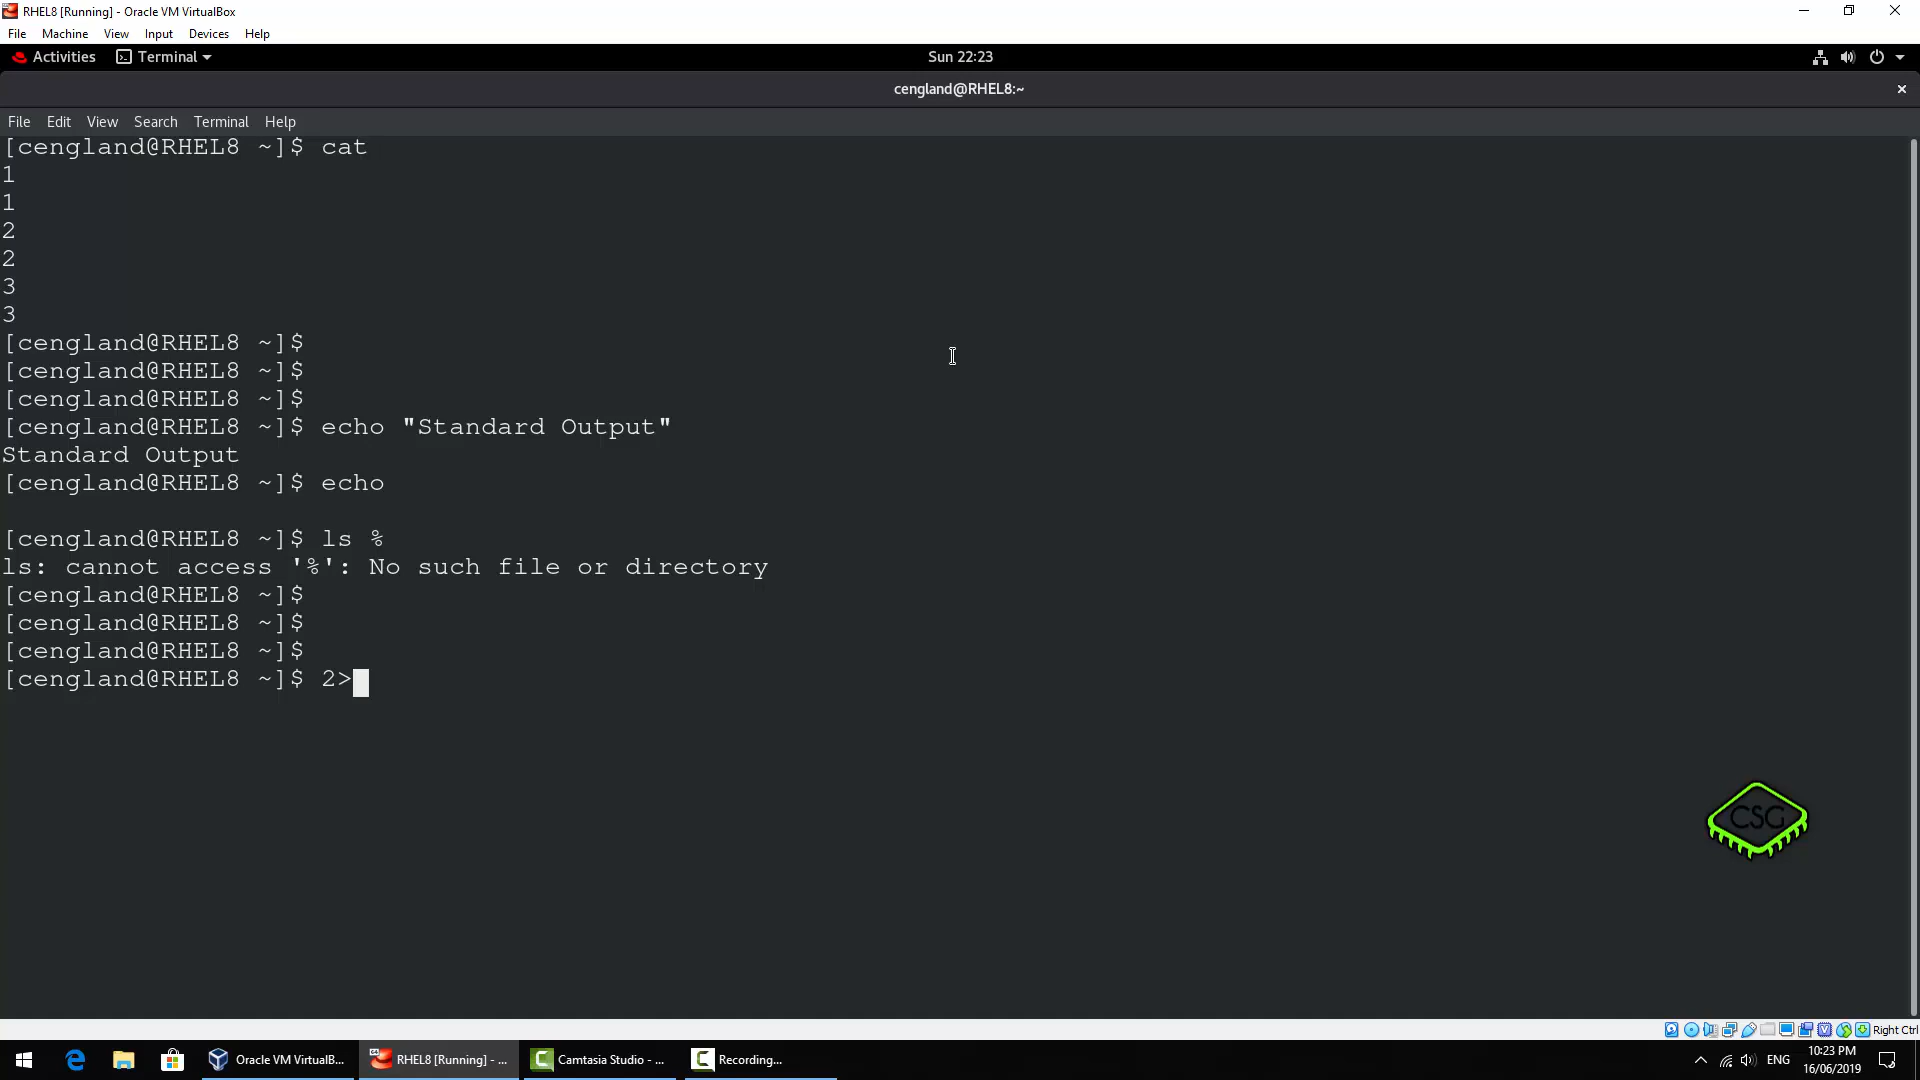 RHEL8 [Running] - Oracle VM VirtualBox
File Machine View Input Devices Help
Activities Terminal Sun 22:23
cengland@RHEL8:~
File Edit View Search Terminal Help
[cengland@RHEL8 ~]$ cat
1
1
2
2
3
3
[cengland@RHEL8 ~]$
[cengland@RHEL8 ~]$
[cengland@RHEL8 ~]$
[cengland@RHEL8 ~]$ echo "Standard Output"
Standard Output
[cengland@RHEL8 ~]$ echo
[cengland@RHEL8 ~]$ ls %
ls: cannot access '%': No such file or directory
[cengland@RHEL8 ~]$
[cengland@RHEL8 ~]$
[cengland@RHEL8 ~]$
[cengland@RHEL8 ~]$ 2>
CSG
Right Ctrl
Oracle VM VirtualB... RHEL8 [Running] - ... Camtasia Studio - ... Recording... ENG 10:23 PM
16/06/2019